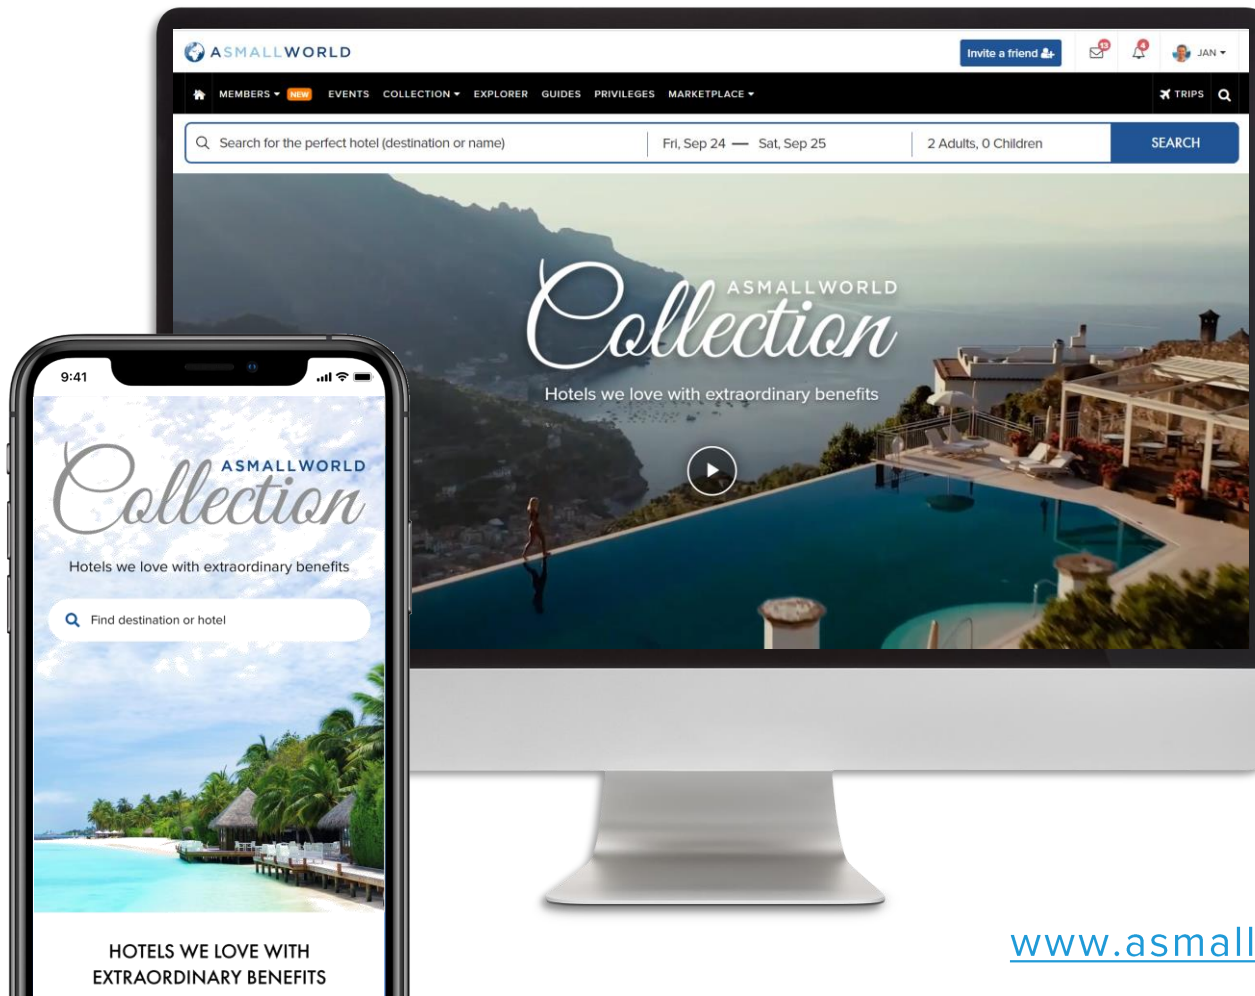 ASMALLWORLD
Invite a friend
13
4
JAN
MEMBERS NEW EVENTS COLLECTION EXPLORER GUIDES PRIVILEGES MARKETPLACE TRIPS
Search for the perfect hotel (destination or name)
Fri, Sep 24 — Sat, Sep 25
2 Adults, 0 Children
SEARCH
ASMALLWORLD
Collection
Hotels we love with extraordinary benefits
9:41
ASMALLWORLD
Collection
Hotels we love with extraordinary benefits
Find destination or hotel
HOTELS WE LOVE WITH
EXTRAORDINARY BENEFITS
www.asmall